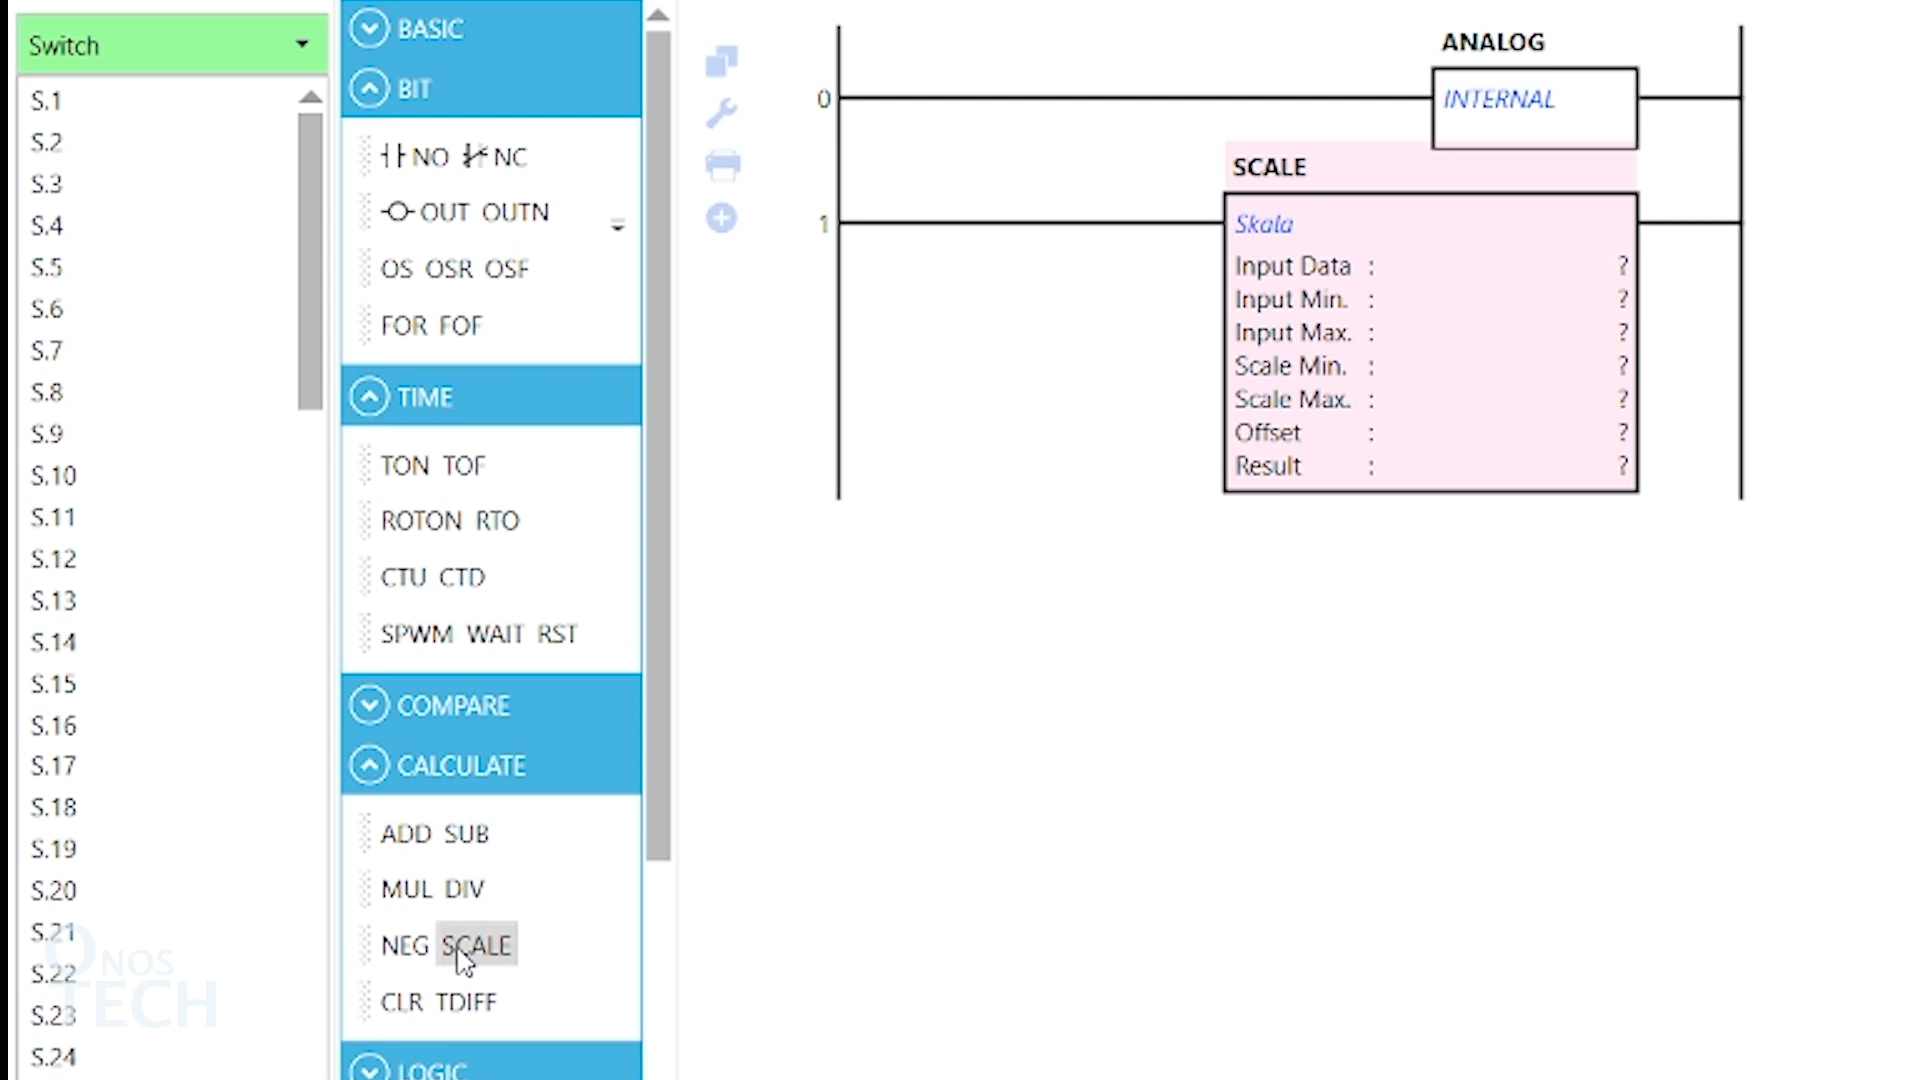 Switch
S.1
S.2
S.3
S.4
S.5
S.6
S.7
S.8
S.9
S.10
S.11
S.12
S.13
S.14
S.15
S.16
S.17
S.18
S.19
S.20
S.21
S.22
S.23
S.24
ONOS
TECH
BASIC
BIT
NO NC
OUT OUTN
OS OSR OSF
FOR FOF
TIME
TON TOF
ROTON RTO
CTU CTD
SPWM WAIT RST
COMPARE
CALCULATE
ADD SUB
MUL DIV
NEG SCALE
CLR TDIFF
LOGIC
ANALOG
0 INTERNAL
SCALE
1 Skala
Input Data : ?
Input Min. : ?
Input Max. : ?
Scale Min. : ?
Scale Max. : ?
Offset : ?
Result : ?